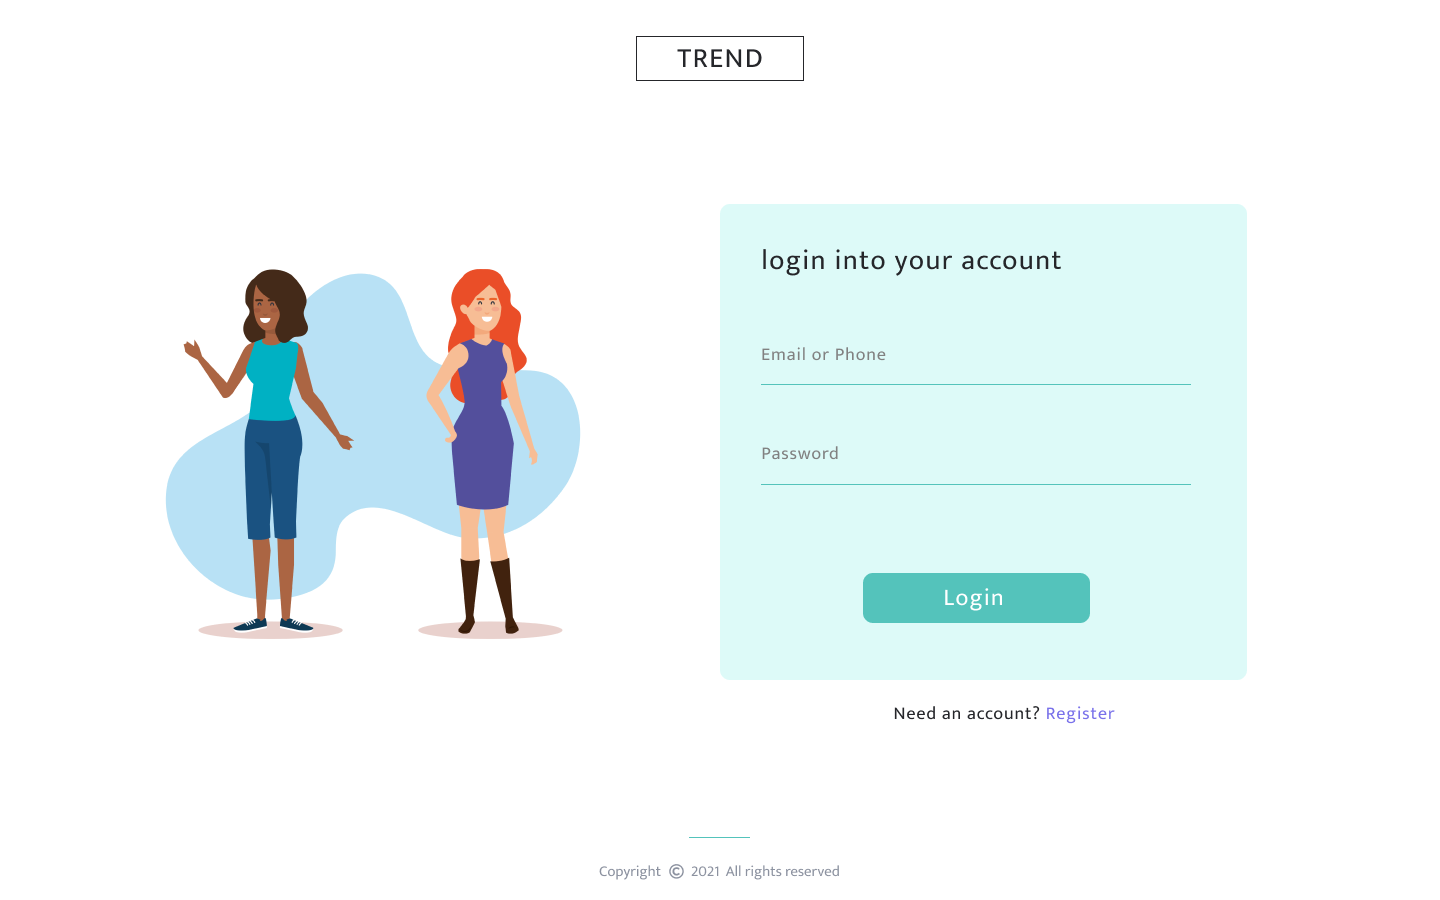 TREND
login into your account
Email or Phone
Password
Login
Need an account? Register
Copyright © 2021 All rights reserved